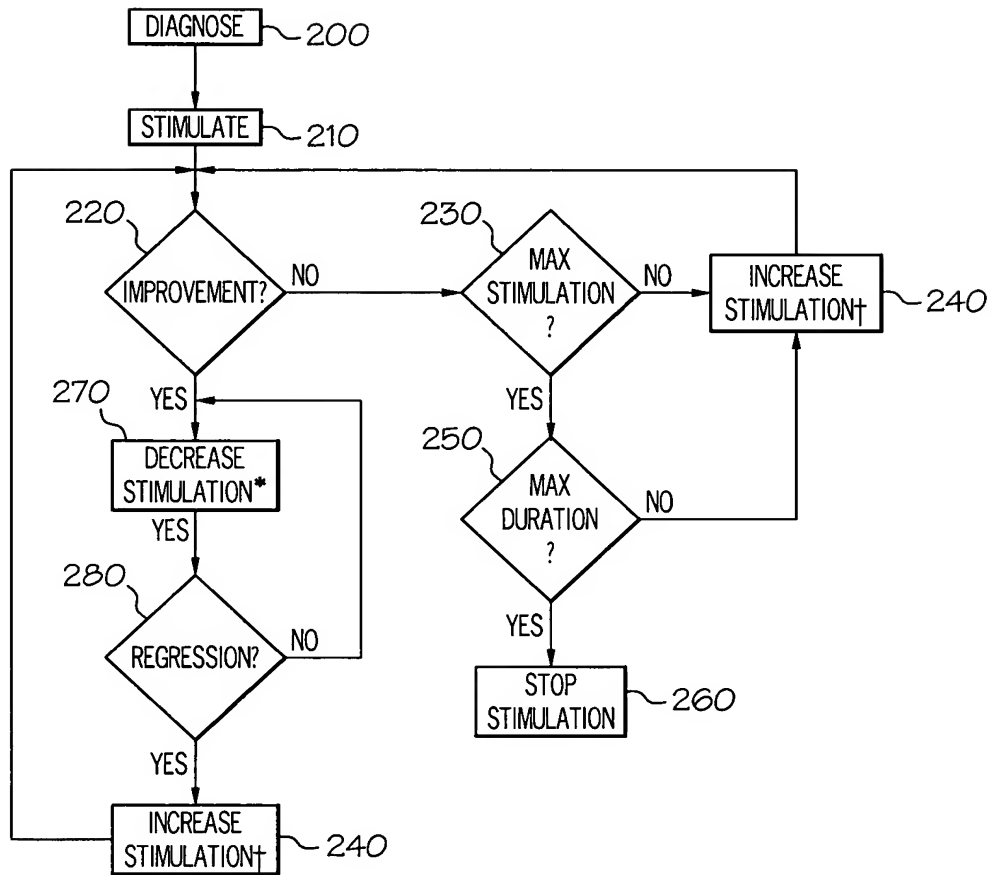 DIAGNOSE
200
STIMULATE
210
220
IMPROVEMENT?
NO
230
MAX
STIMULATION
?
NO
INCREASE
STIMULATION†
240
YES
270
DECREASE
STIMULATION*
YES
YES
250
MAX
DURATION
?
NO
280
REGRESSION?
NO
YES
STOP
STIMULATION
260
YES
INCREASE
STIMULATION†
240